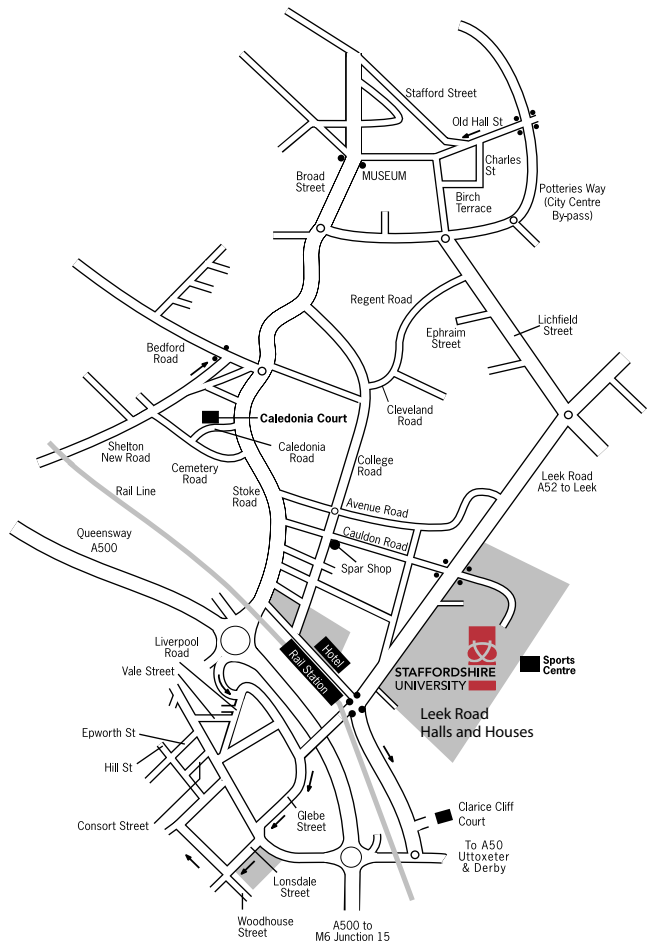 Stafford Street
Old Hall St
Charles
St
Broad
Street
MUSEUM
Birch
Terrace
Potteries Way
(City Centre
By-pass)
Regent Road
Ephraim
Street
Lichfield
Street
Bedford
Road
Cleveland
Road
Caledonia Court
Caledonia
Road
Shelton
New Road
Cemetery
Road
College
Road
Leek Road
A52 to Leek
Rail Line
Stoke
Road
Avenue Road
Queensway
A500
Cauldon Road
Spar Shop
Liverpool
Road
Hotel
Rail Station
STAFFORDSHIRE
UNIVERSITY
Sports
Centre
Vale Street
Leek Road
Halls and Houses
Epworth St
Hill St
Consort Street
Glebe
Street
Clarice Cliff
Court
To A50
Uttoxeter
& Derby
Lonsdale
Street
Woodhouse
Street
A500 to
M6 Junction 15